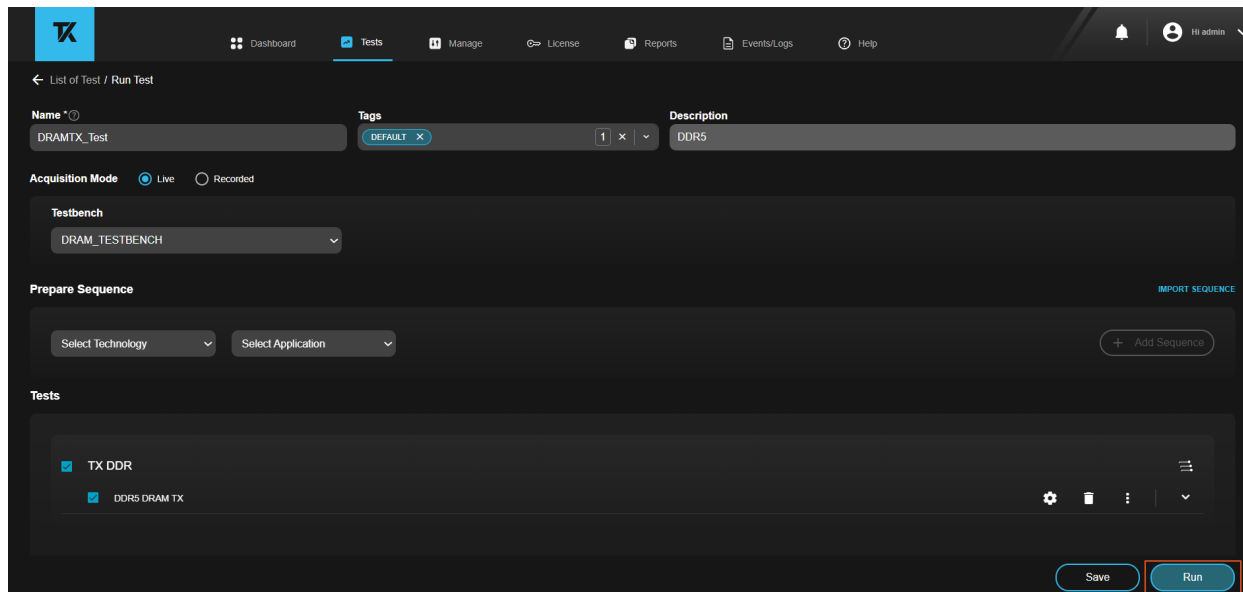 TK
Dashboard Tests Manage License Reports Events/Logs Help Hi admin
List of Test / Run Test
Name * Tags Description
DRAMTX_Test DEFAULT 1 DDR5
Acquisition Mode Live Recorded
Testbench
DRAM_TESTBENCH
Prepare Sequence IMPORT SEQUENCE
Select Technology Select Application + Add Sequence
Tests
TX DDR
DDR5 DRAM TX
Save Run